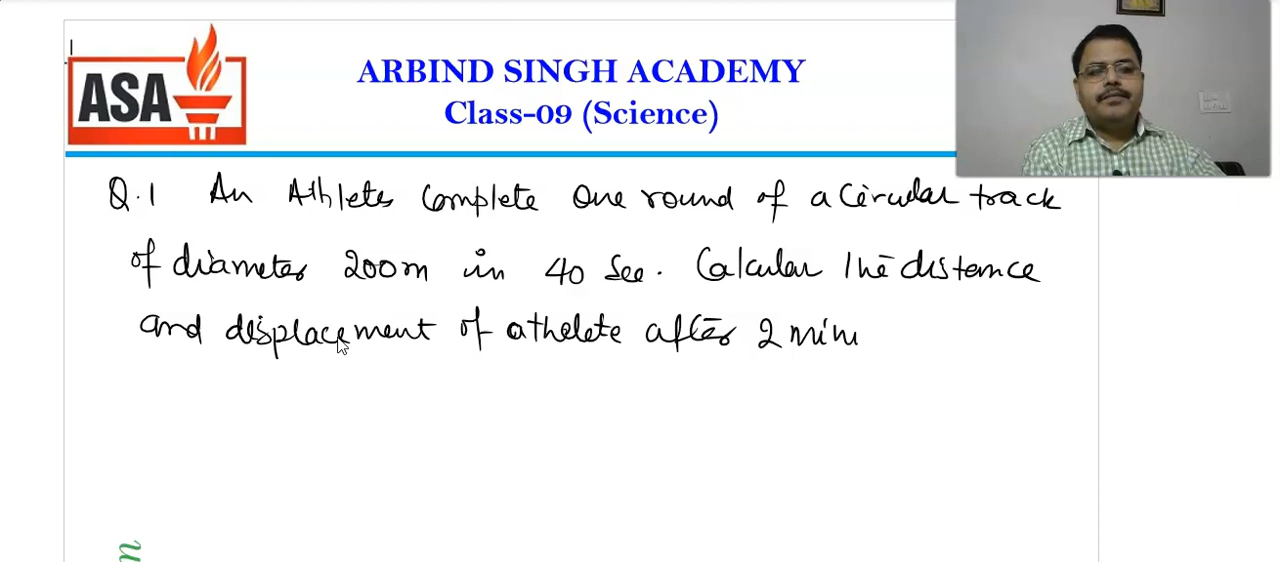 ASA
ARBIND SINGH ACADEMY
Class-09 (Science)
Q.1 An Athlete Complete One round of a Circular track
of diameter 200m in 40 Sec. Calcular the distance
and displacement of athelete after 2 min